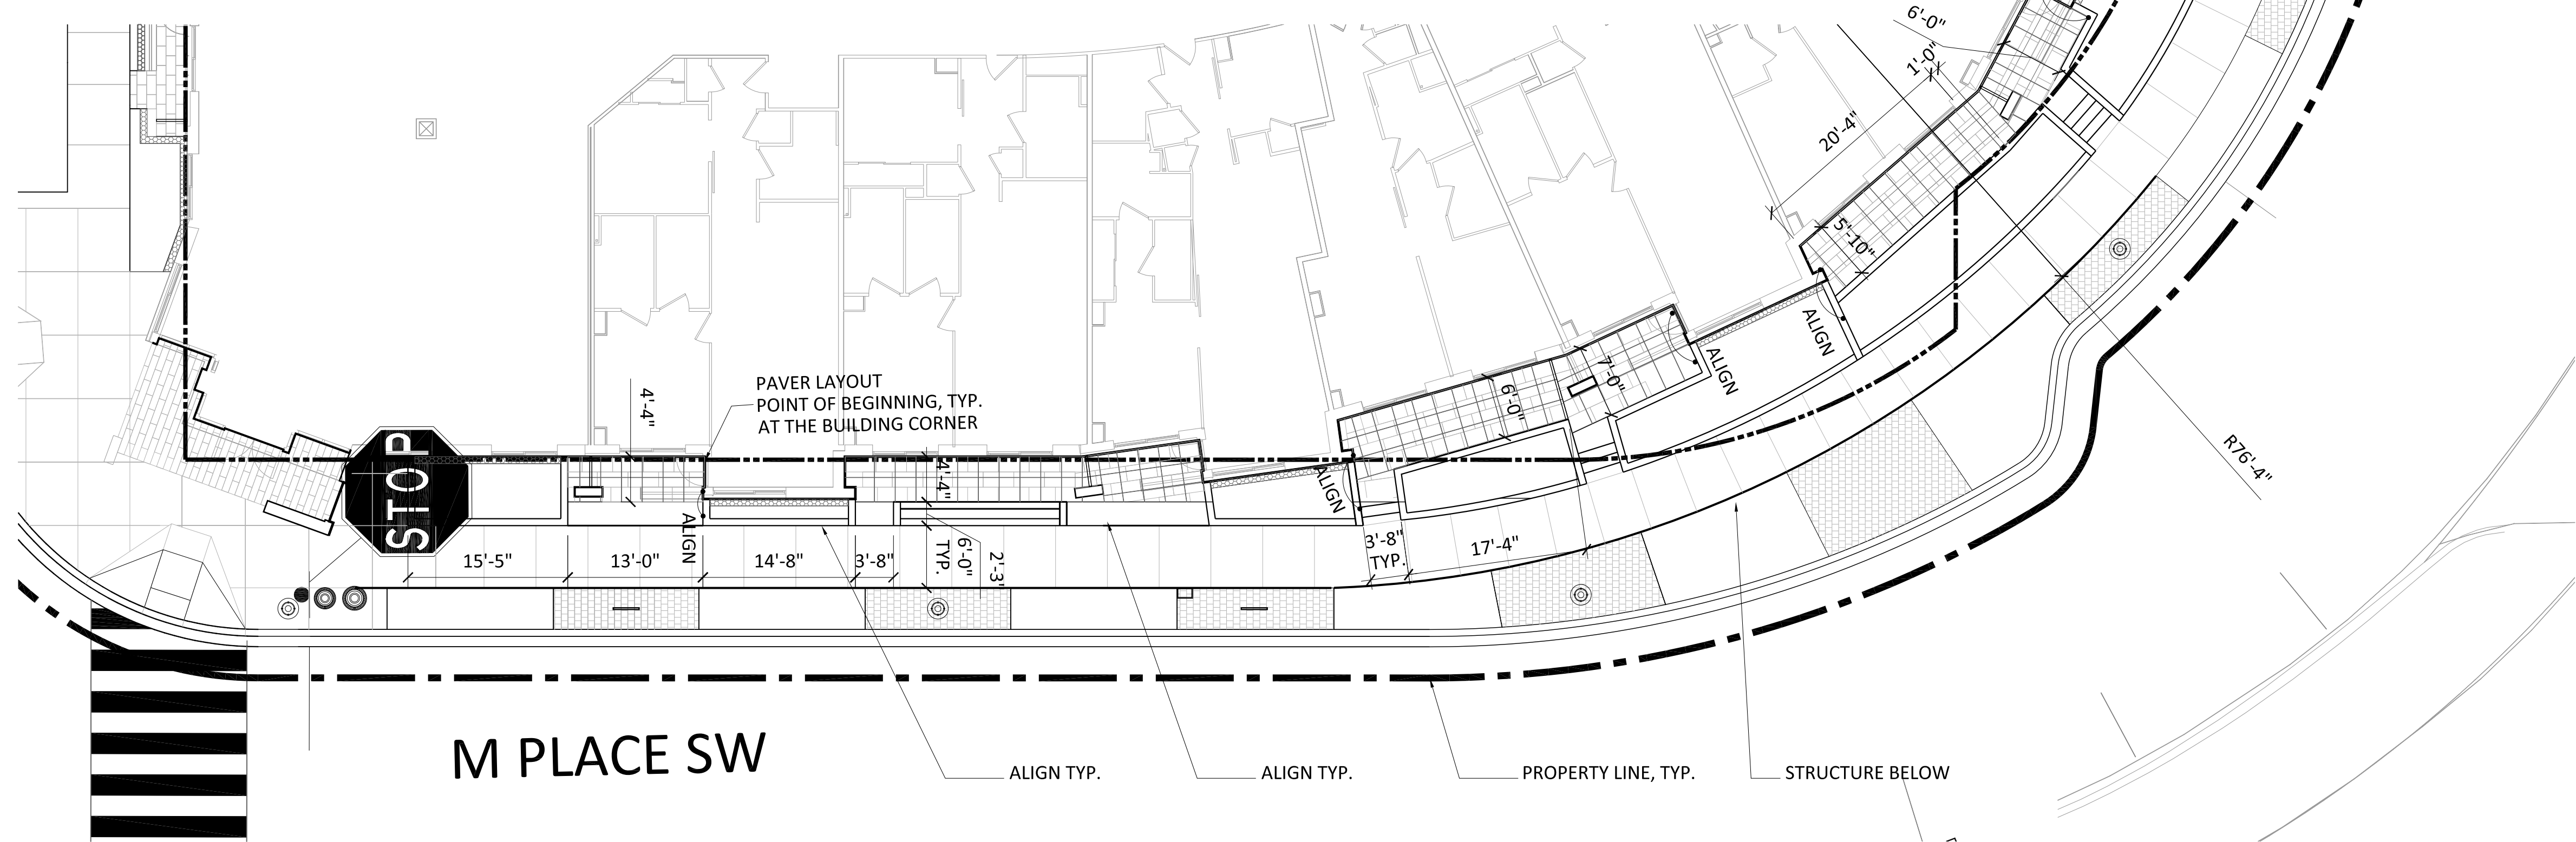 6'-0"
1'-0"
20'-4"
5'-10"
ALIGN
ALIGN
7'-0"
6'-0"
PAVER LAYOUT
POINT OF BEGINNING, TYP.
AT THE BUILDING CORNER
4'-4"
4'-4"
STOP
ALIGN
ALIGN
R76'-4"
15'-5"
13'-0"
14'-8"
3'-8"
6'-0"
TYP.
2'-3"
3'-8"
TYP.
17'-4"
M PLACE SW
ALIGN TYP.
ALIGN TYP.
PROPERTY LINE, TYP.
STRUCTURE BELOW